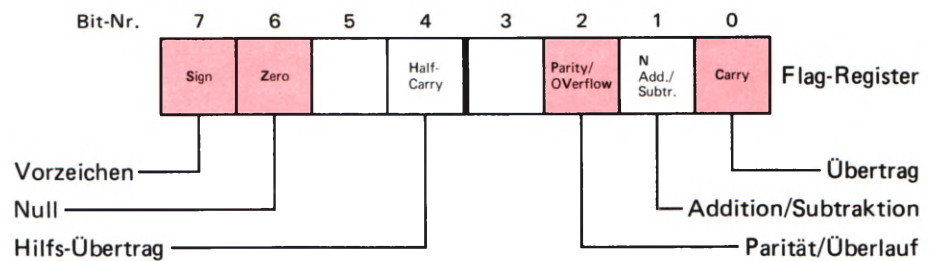 Bit-Nr. 7 6 5 4 3 2 1 0
Sign
Zero
Half-
Carry
Parity/
OVerflow
N
Add./
Subtr.
Carry
Flag-Register
Vorzeichen
Übertrag
Null
Addition/Subtraktion
Hilfs-Übertrag
Parität/Überlauf